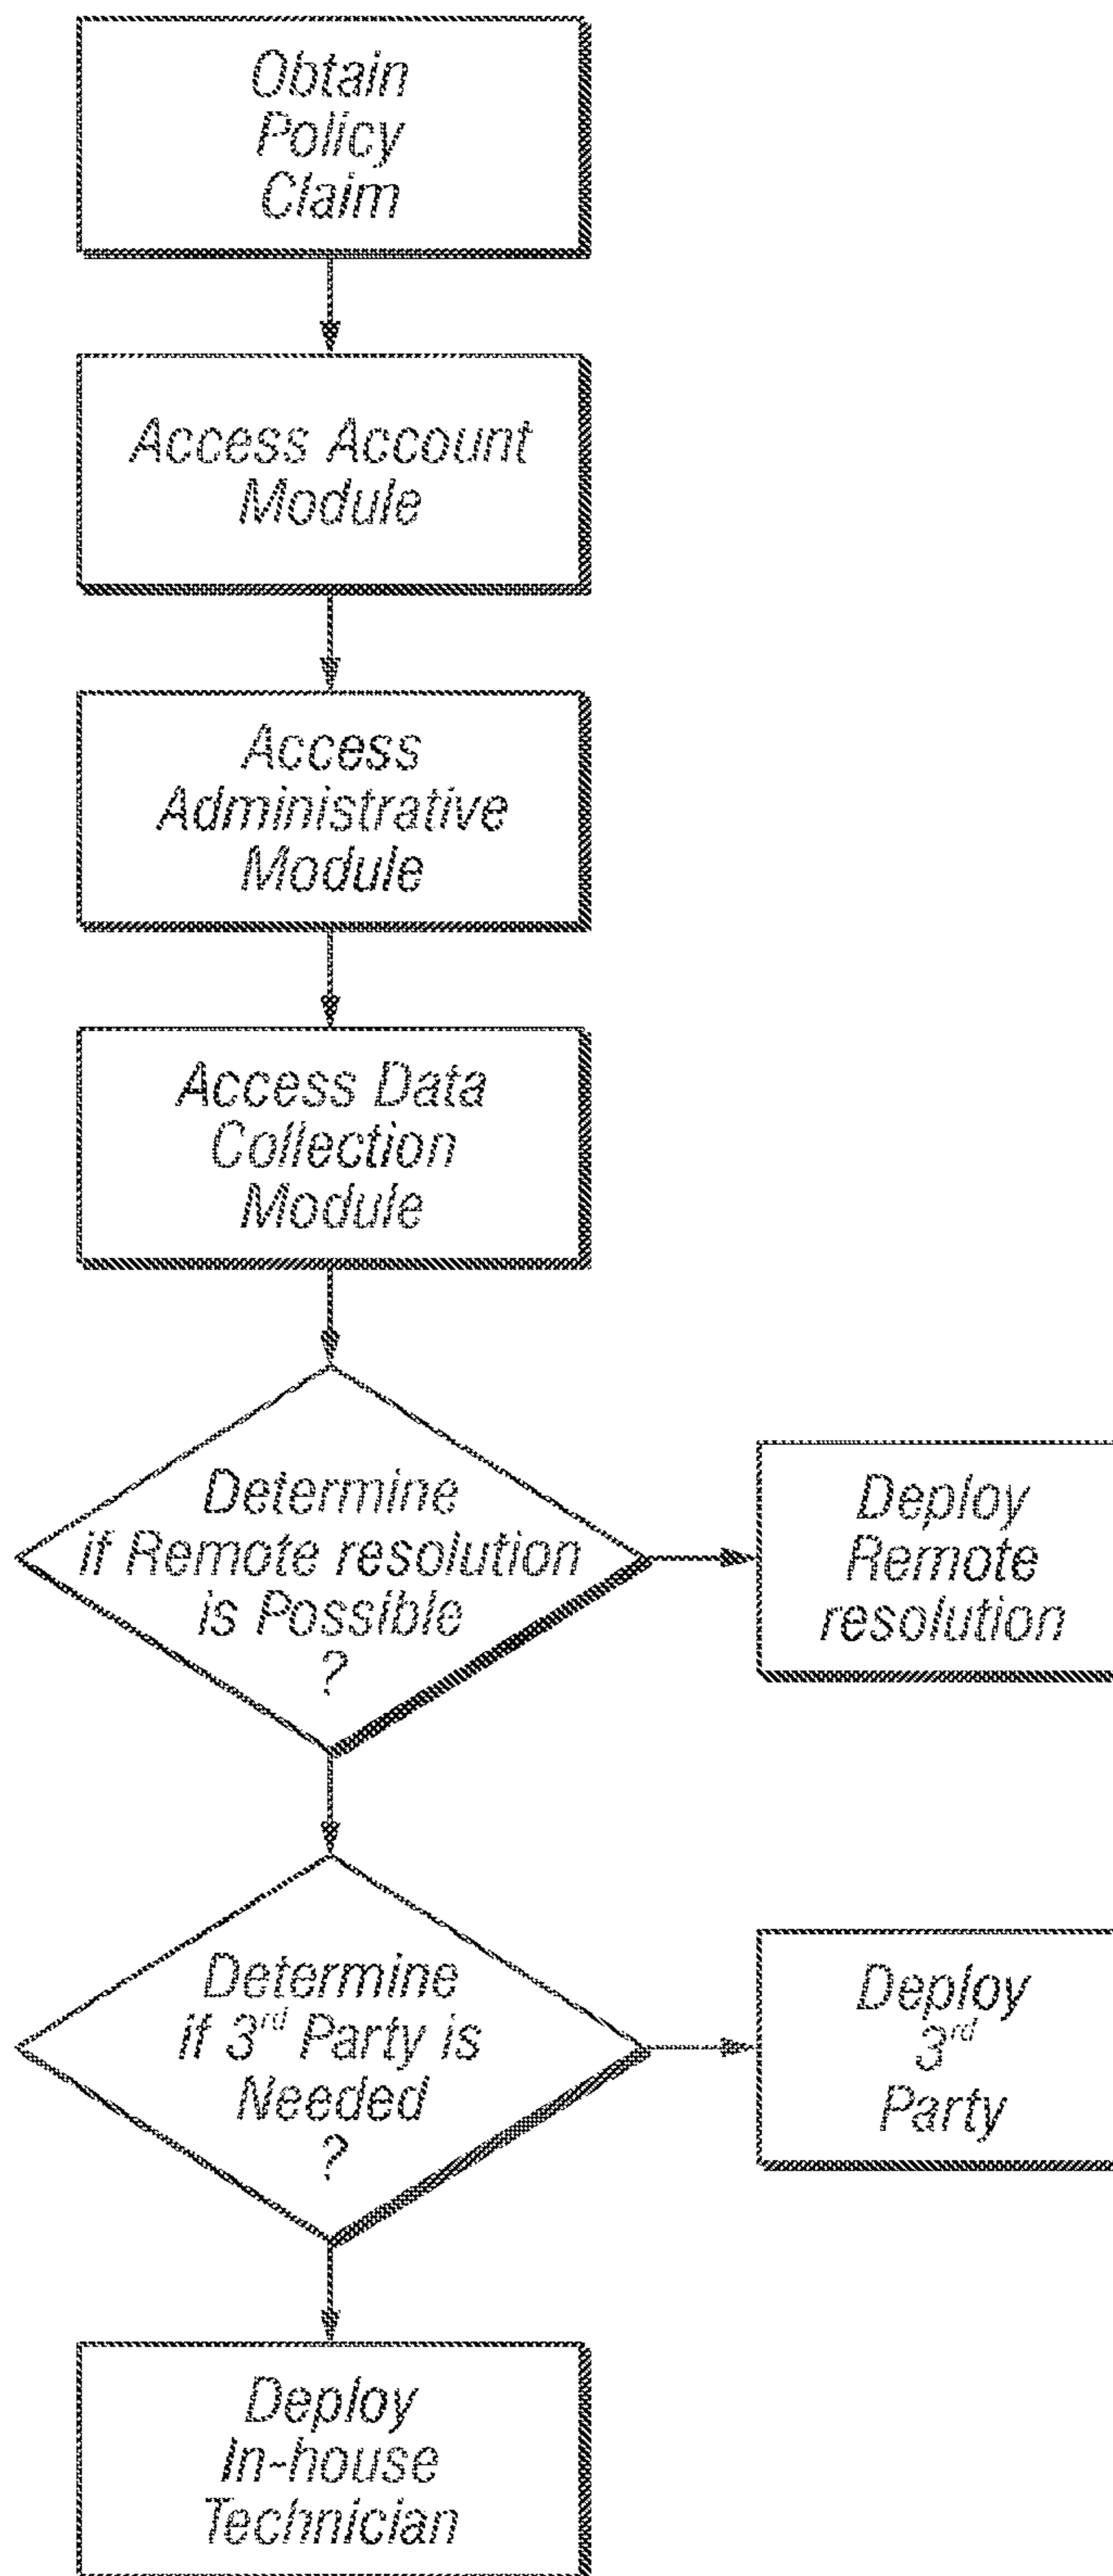 Obtain
Policy
Claim
Access Account
Module
Access
Administrative
Module
Access Data
Collection
Module
Determine
if Remote resolution
is Possible
?
Deploy
Remote
resolution
Determine
if 3rd Party is
Needed
?
Deploy
3rd
Party
Deploy
In-house
Technician